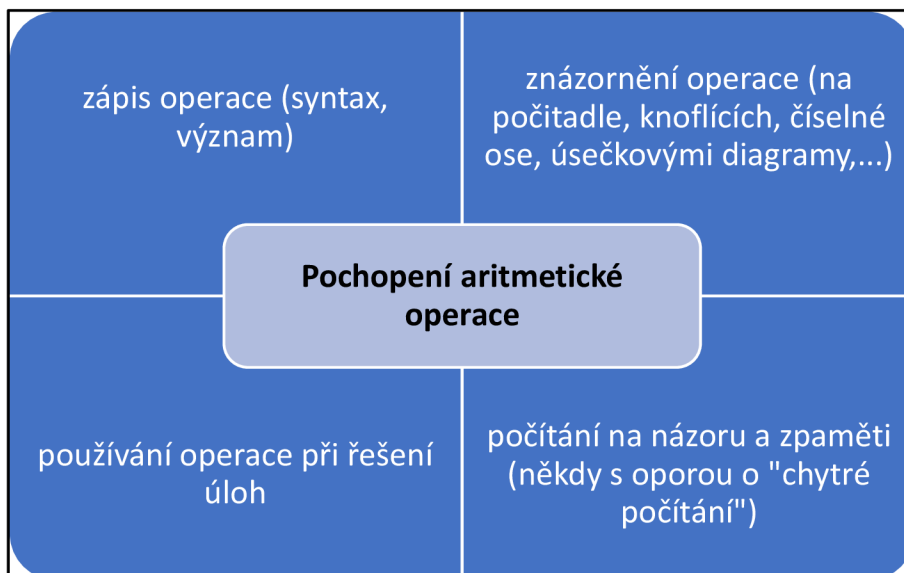 zápis operace (syntax,
význam)
znázornění operace (na
počitadle, knoflících, číselné
ose, úsečkovými diagramy,...)
Pochopení aritmetické
operace
používání operace při řešení
úloh
počítání na názoru a zpaměti
(někdy s oporou o "chytré
počítání")